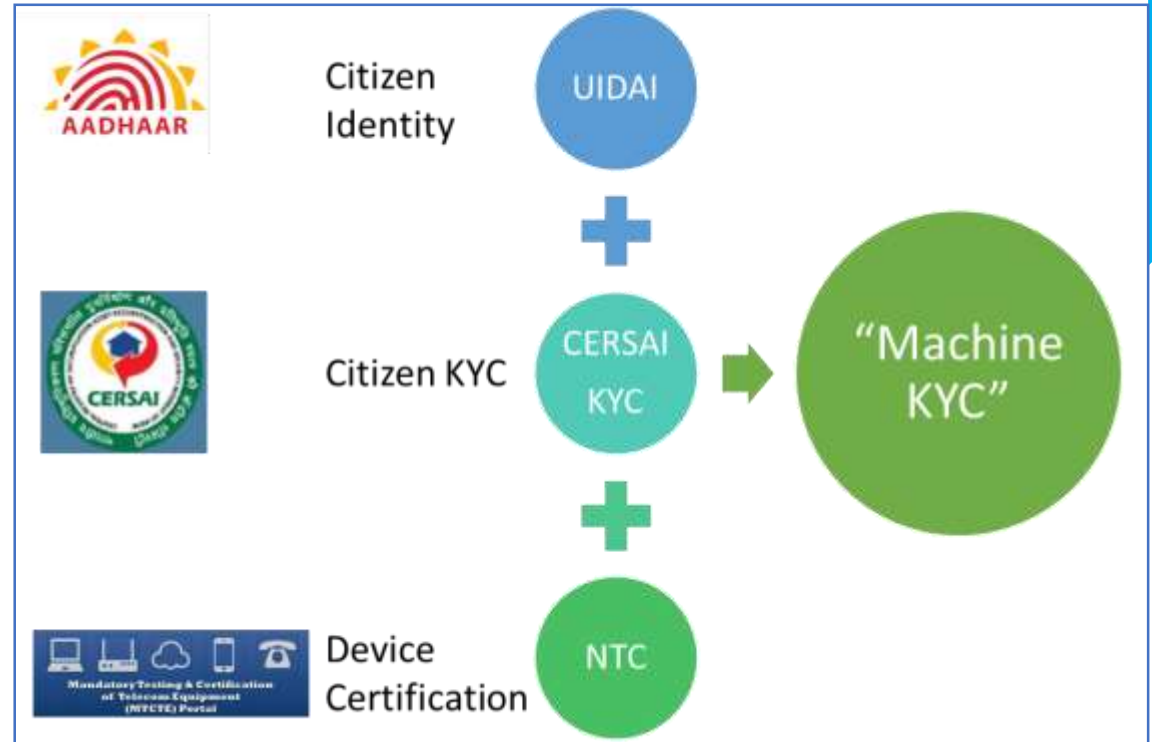 AADHAAR
Citizen
Identity
UIDAI
CERSAI
Citizen KYC
CERSAI
KYC
"Machine
KYC"
Mandatory Testing & Certification
of Telecom Equipment
(MTCTE) Portal
Device
Certification
NTC